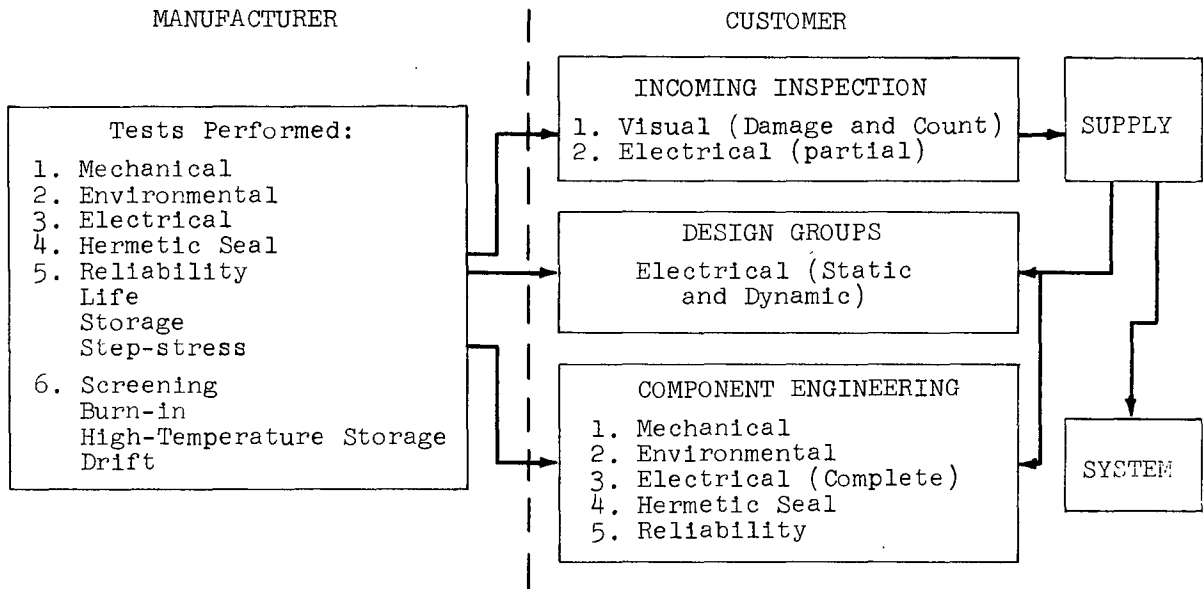 MANUFACTURER
CUSTOMER
Tests Performed:
1. Mechanical
2. Environmental
3. Electrical
4. Hermetic Seal
5. Reliability
Life
Storage
Step-stress
6. Screening
Burn-in
High-Temperature Storage
Drift
INCOMING INSPECTION
1. Visual (Damage and Count)
2. Electrical (partial)
DESIGN GROUPS
Electrical (Static
and Dynamic)
COMPONENT ENGINEERING
1. Mechanical
2. Environmental
3. Electrical (Complete)
4. Hermetic Seal
5. Reliability
SUPPLY
SYSTEM